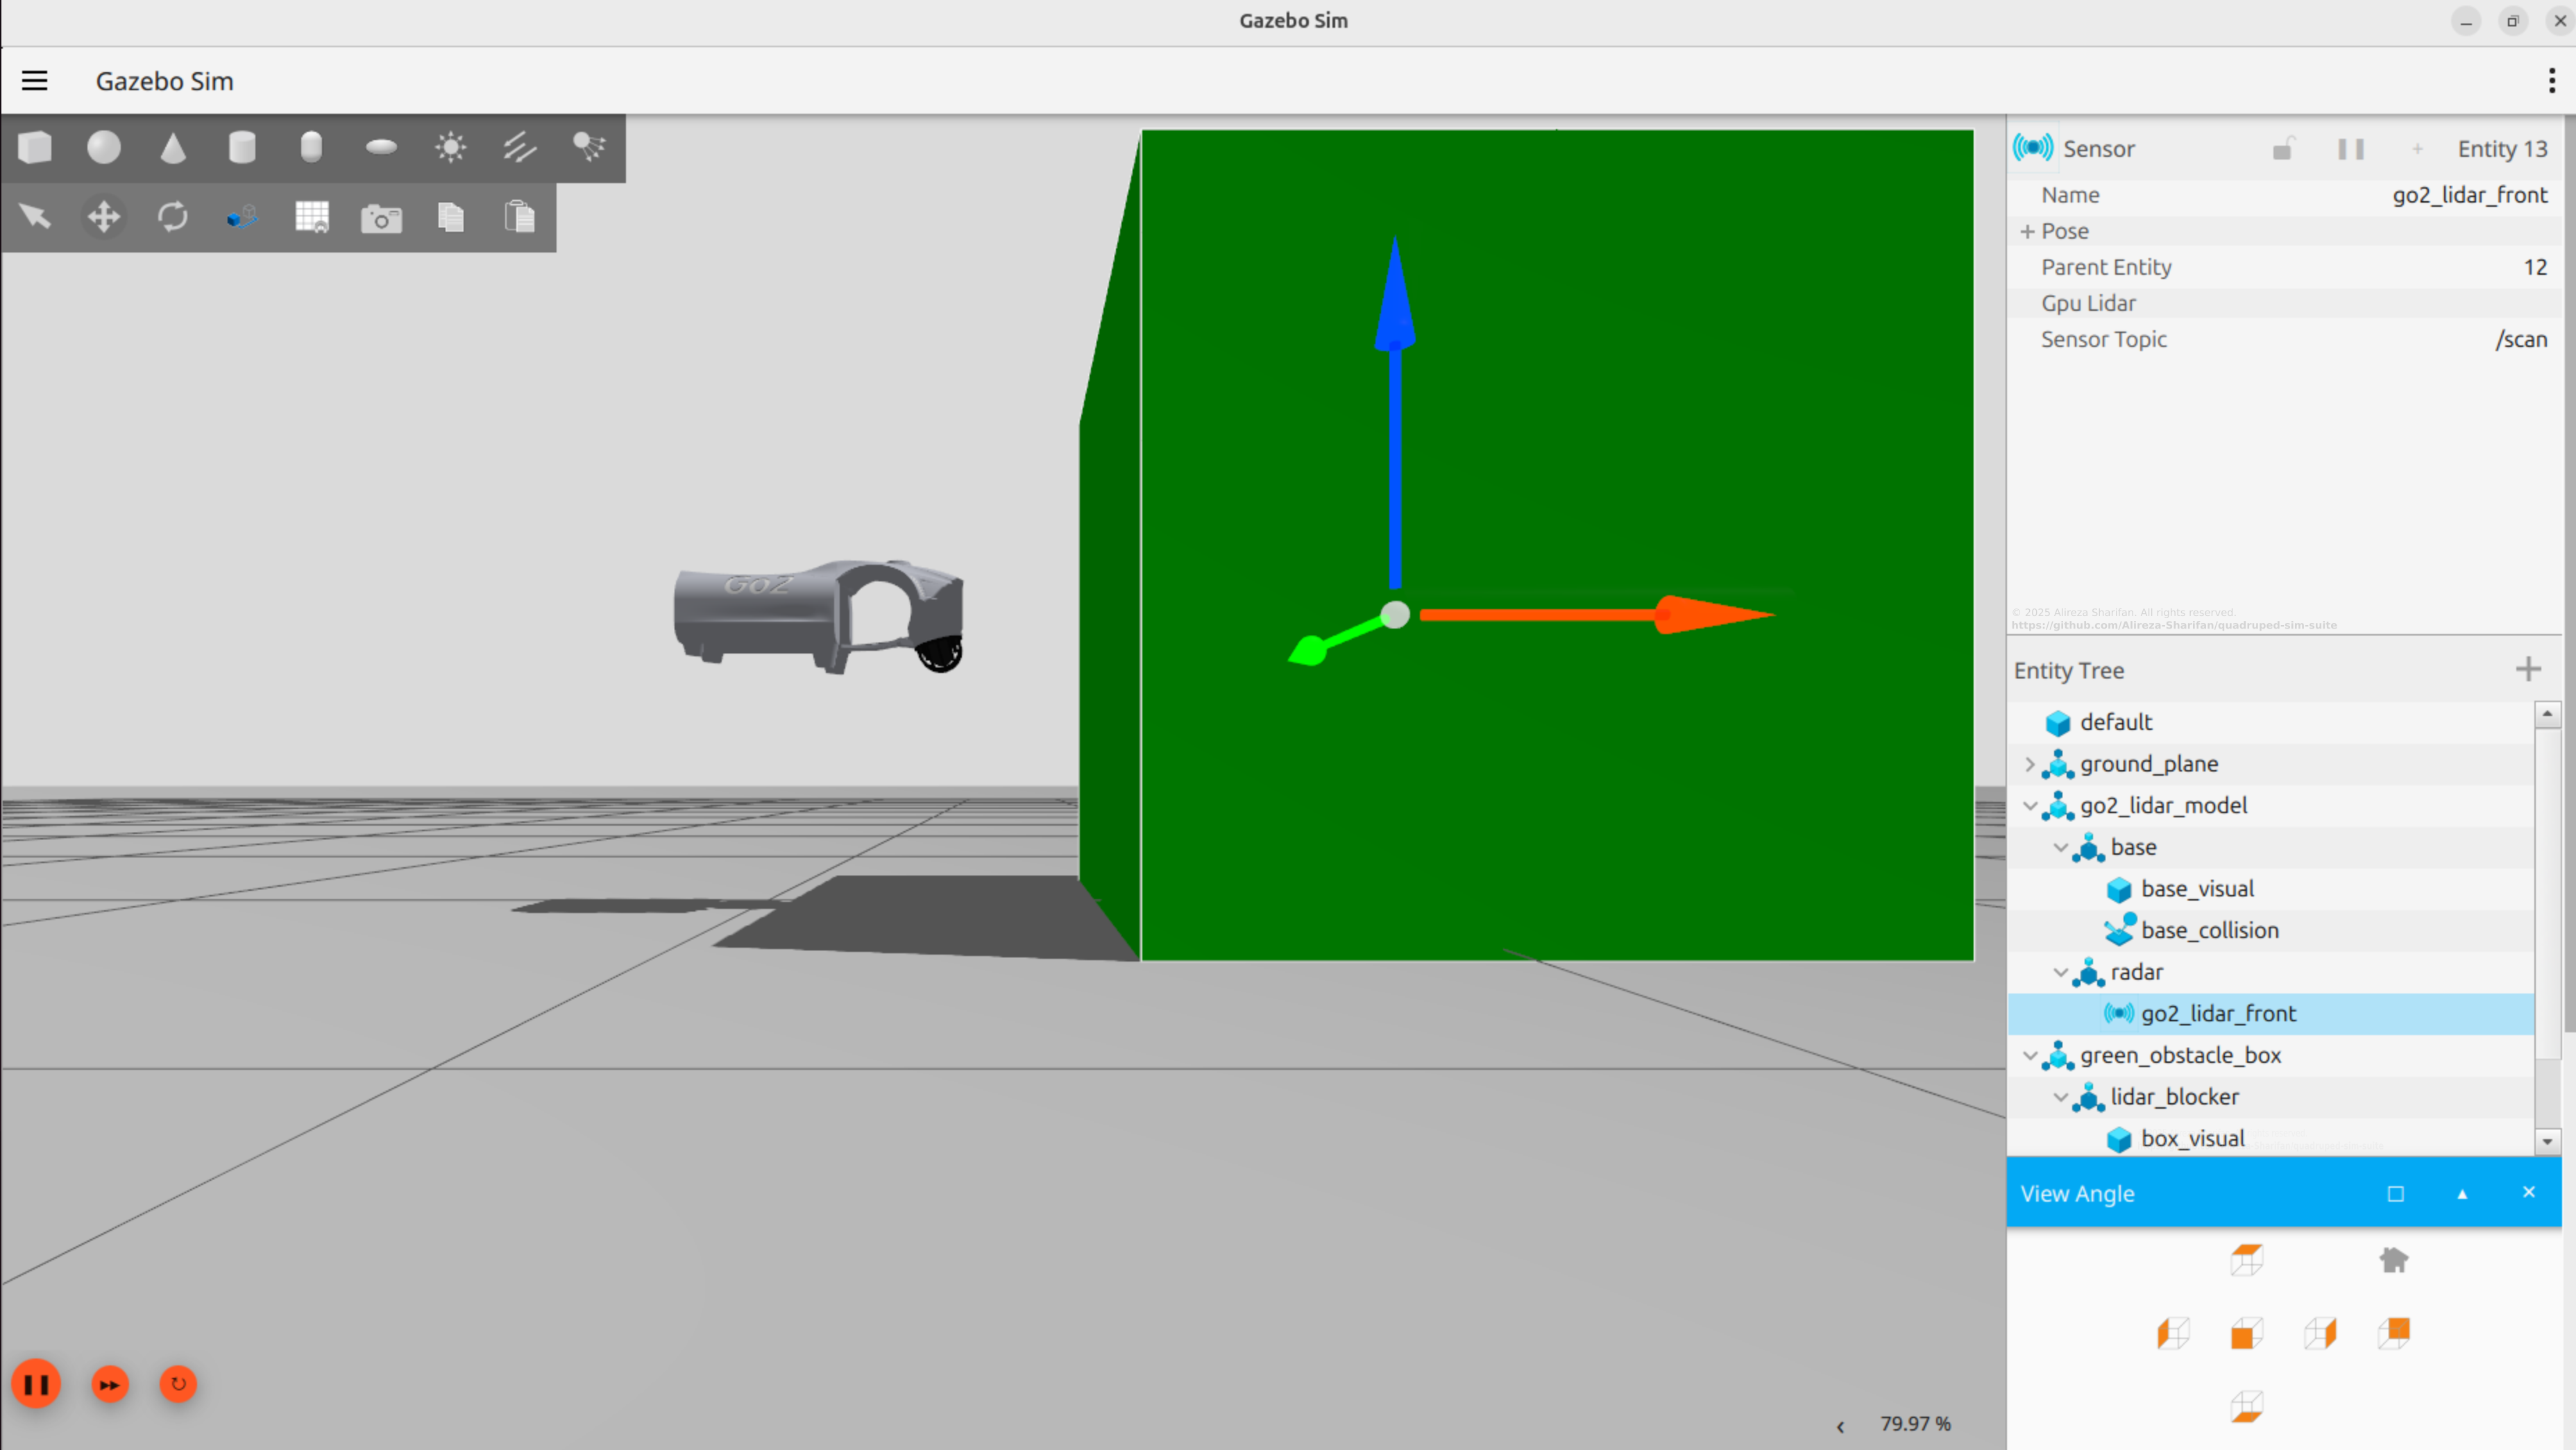 Gazebo Sim
Gazebo Sim
Sensor
Entity 13
Name
go2_lidar_front
Pose
Parent Entity
12
Gpu Lidar
Sensor Topic
/scan
GO2
© 2025 Alireza Sharifan. All rights reserved.
https://github.com/Alireza-Sharifan/quadruped-sim-suite
Entity Tree
default
ground_plane
go2_lidar_model
base
base_visual
base_collision
radar
go2_lidar_front
green_obstacle_box
lidar_blocker
box_visual
View Angle
79.97 %